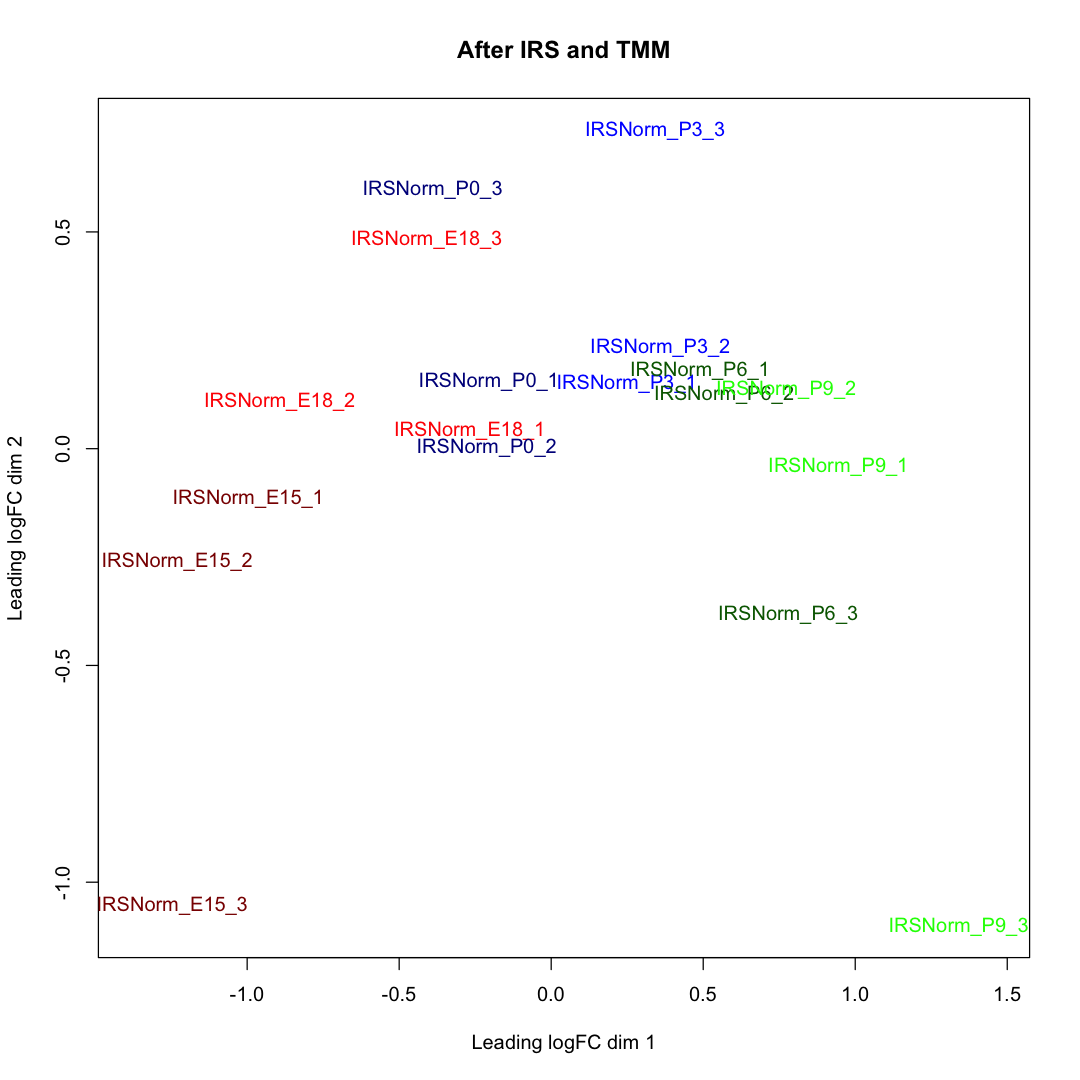 After IRS and TMM
IRSNorm_P3_3
IRSNorm_P0_3
IRSNorm_E18_3
IRSNorm_P3_2
IRSNorm_P6_1
IRSNorm_P0_1
IRSNorm_P3_1
IRSNorm_P9_2
IRSNorm_P6_2
IRSNorm_E18_2
IRSNorm_E18_1
IRSNorm_P0_2
IRSNorm_P9_1
IRSNorm_E15_1
IRSNorm_E15_2
IRSNorm_P6_3
IRSNorm_E15_3
IRSNorm_P9_3
0.5
0.0
-0.5
-1.0
Leading logFC dim 2
-1.0 -0.5 0.0 0.5 1.0 1.5
Leading logFC dim 1